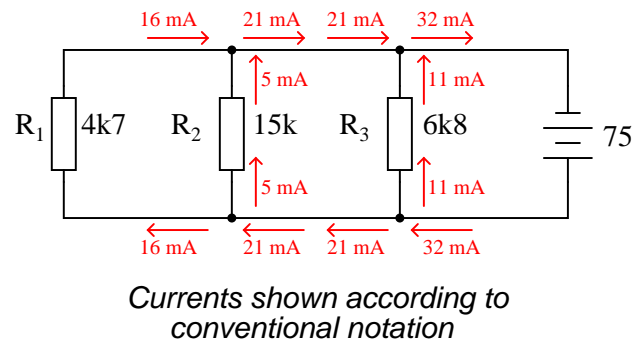 16 mA 21 mA 21 mA 32 mA
5 mA 11 mA
R1 4k7 R2 15k R3 6k8 75
5 mA 11 mA
16 mA 21 mA 21 mA 32 mA
Currents shown according to
conventional notation